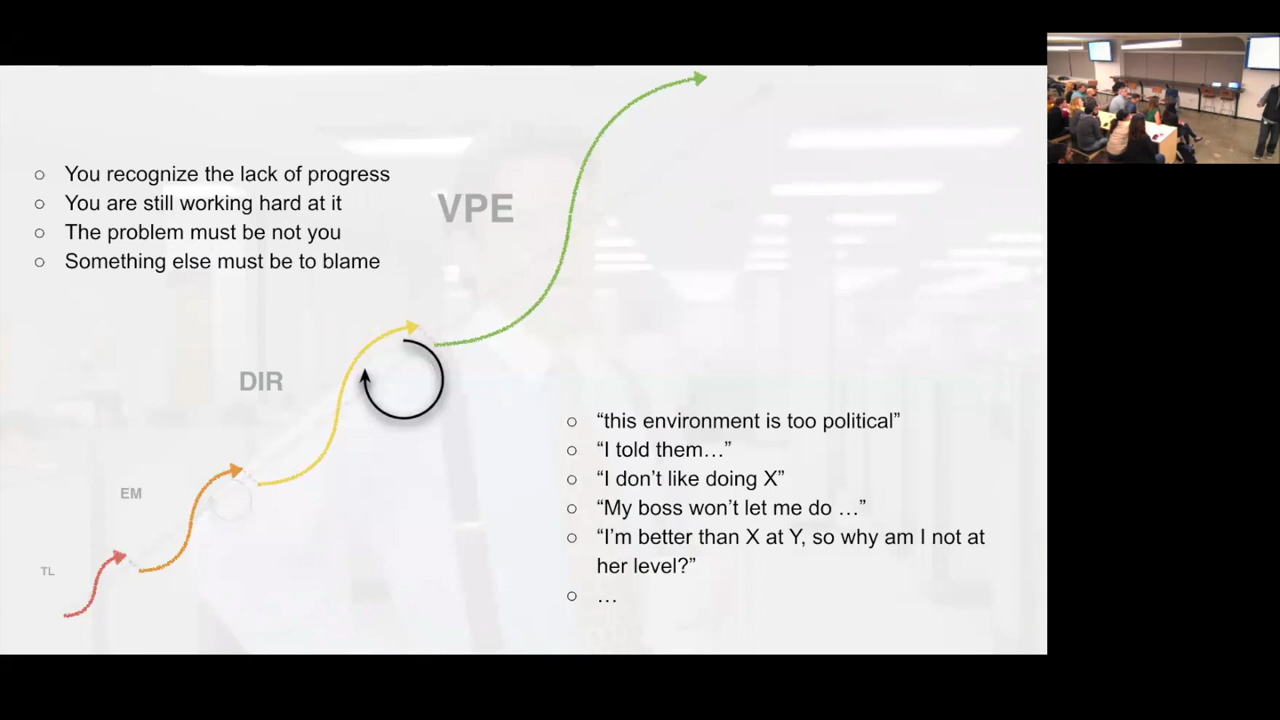 You recognize the lack of progress
You are still working hard at it
The problem must be not you
Something else must be to blame
VPE
DIR
EM
TL
“this environment is too political”
“I told them…”
“I don’t like doing X”
“My boss won’t let me do …”
“I’m better than X at Y, so why am I not at
her level?”
…